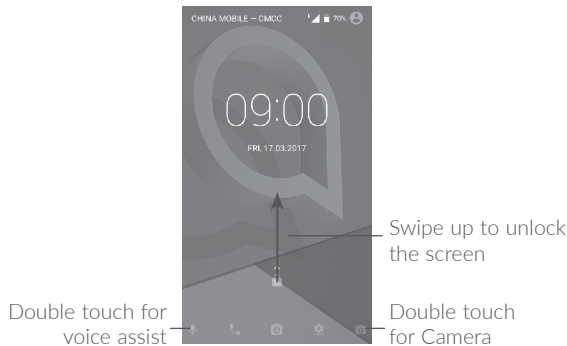 CHINA MOBILE — CMCC 70%
09:00
FRI, 17.03.2017
Swipe up to unlock
the screen
Double touch for
voice assist
Double touch
for Camera